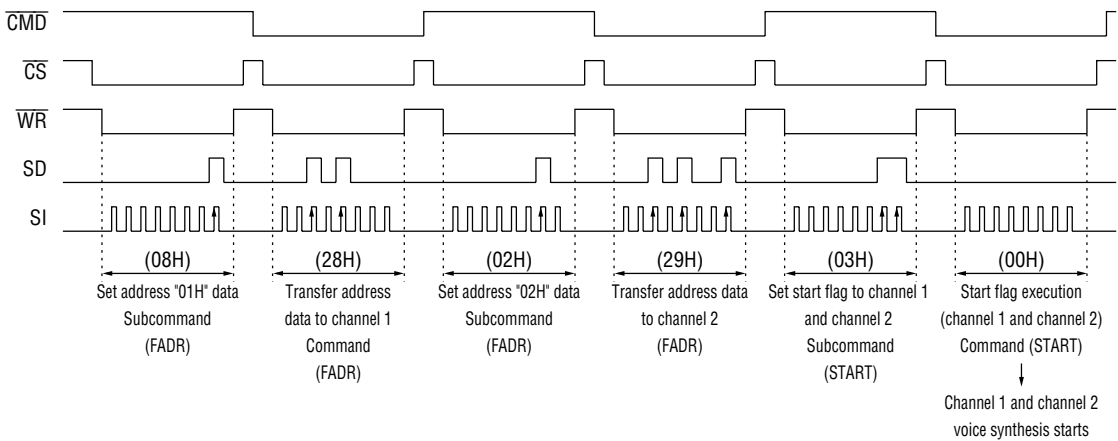 CMD
CS
WR
SD
SI
(08H)
Set address "01H" data
Subcommand
(FADR)
(28H)
Transfer address
data to channel 1
Command
(FADR)
(02H)
Set address "02H" data
Subcommand
(FADR)
(29H)
Transfer address data
to channel 2
(FADR)
(03H)
Set start flag to channel 1
and channel 2
Subcommand
(START)
(00H)
Start flag execution
(channel 1 and channel 2)
Command (START)
Channel 1 and channel 2
voice synthesis starts